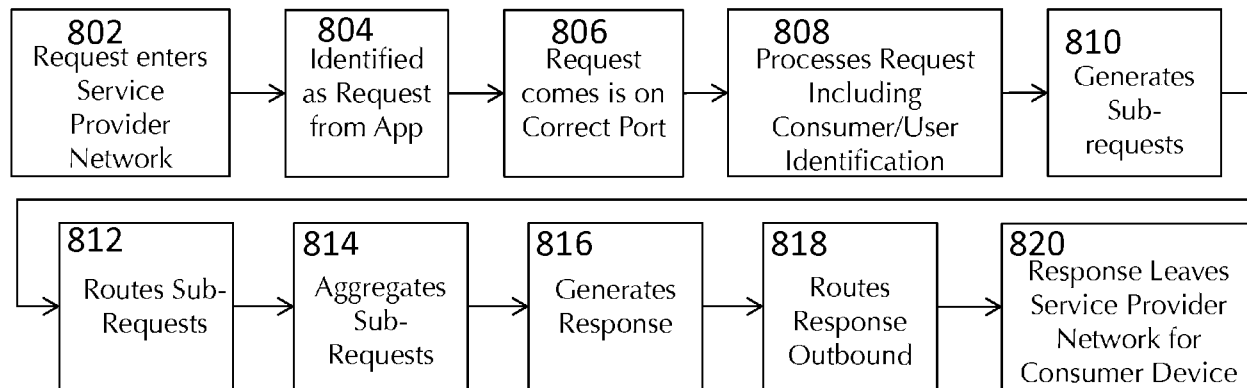 802
Request enters
Service
Provider
Network
804
Identified
as Request
from App
806
Request
comes is on
Correct Port
808
Processes Request
Including
Consumer/User
Identification
810
Generates
Sub-
requests
812
Routes Sub-
Requests
814
Aggregates
Sub-
Requests
816
Generates
Response
818
Routes
Response
Outbound
820
Response Leaves
Service Provider
Network for
Consumer Device